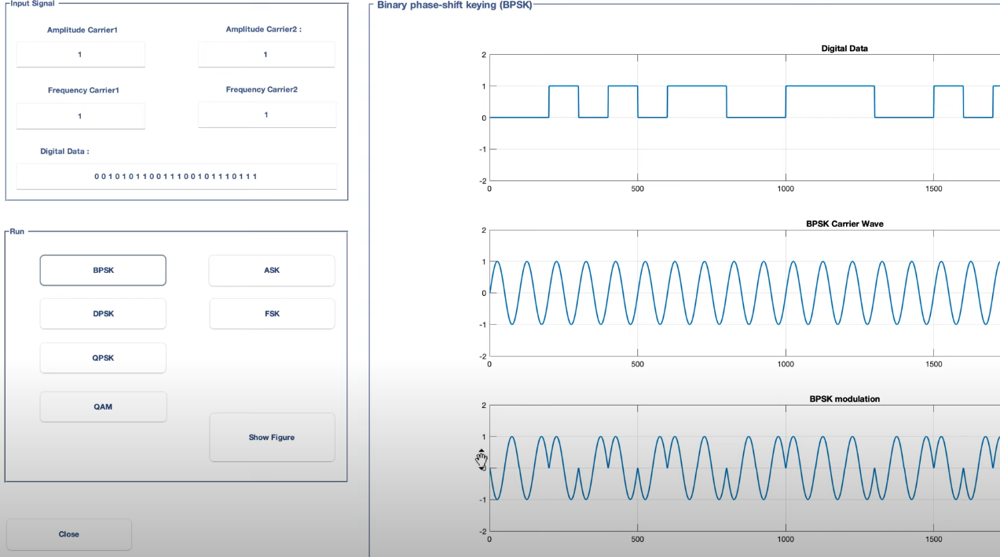 Input Signal
Amplitude Carrier1
Amplitude Carrier2 :
1
1
Frequency Carrier1
Frequency Carrier2
1
1
Digital Data :
0 0 1 0 1 0 1 1 0 0 1 1 1 0 0 1 0 1 1 1 0 1 1 1
Run
BPSK
ASK
DPSK
FSK
QPSK
QAM
Show Figure
Close
Binary phase-shift keying (BPSK)
Digital Data
2
1
0
-1
-2
0
500
1000
1500
BPSK Carrier Wave
2
1
0
-1
-2
0
500
1000
1500
BPSK modulation
2
1
0
-1
-2
0
500
1000
1500